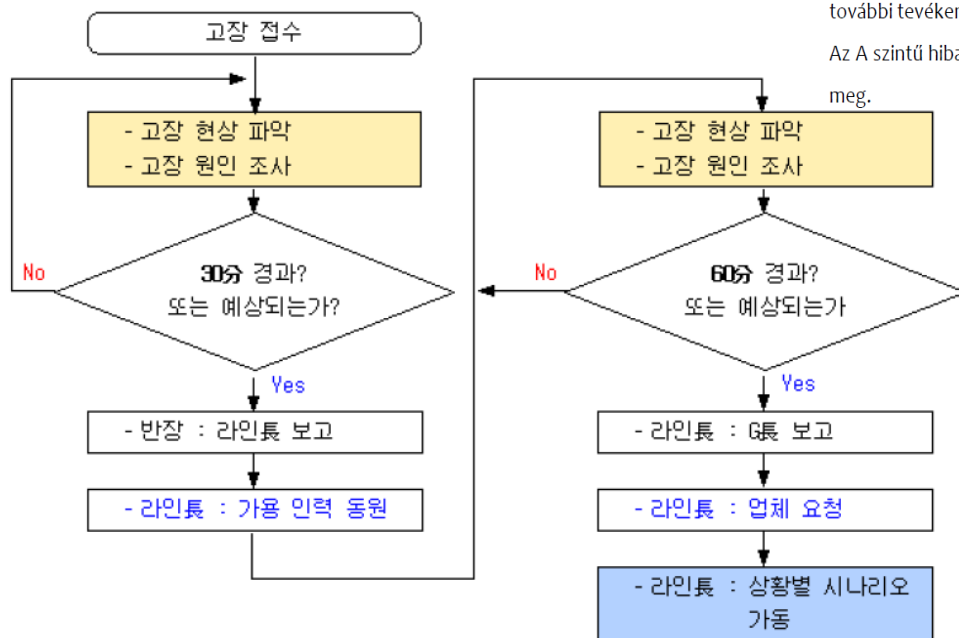 고장 접수
- 고장 현상 파악
- 고장 원인 조사
30分 경과?
또는 예상되는가?
No
Yes
- 반장 : 라인長 보고
- 라인長 : 가용 인력 동원
- 고장 현상 파악
- 고장 원인 조사
60分 경과?
또는 예상되는가
No
Yes
- 라인長 : G長 보고
- 라인長 : 업체 요청
- 라인長 : 상황별 시나리오
가동
további
Az A szintű
meg.